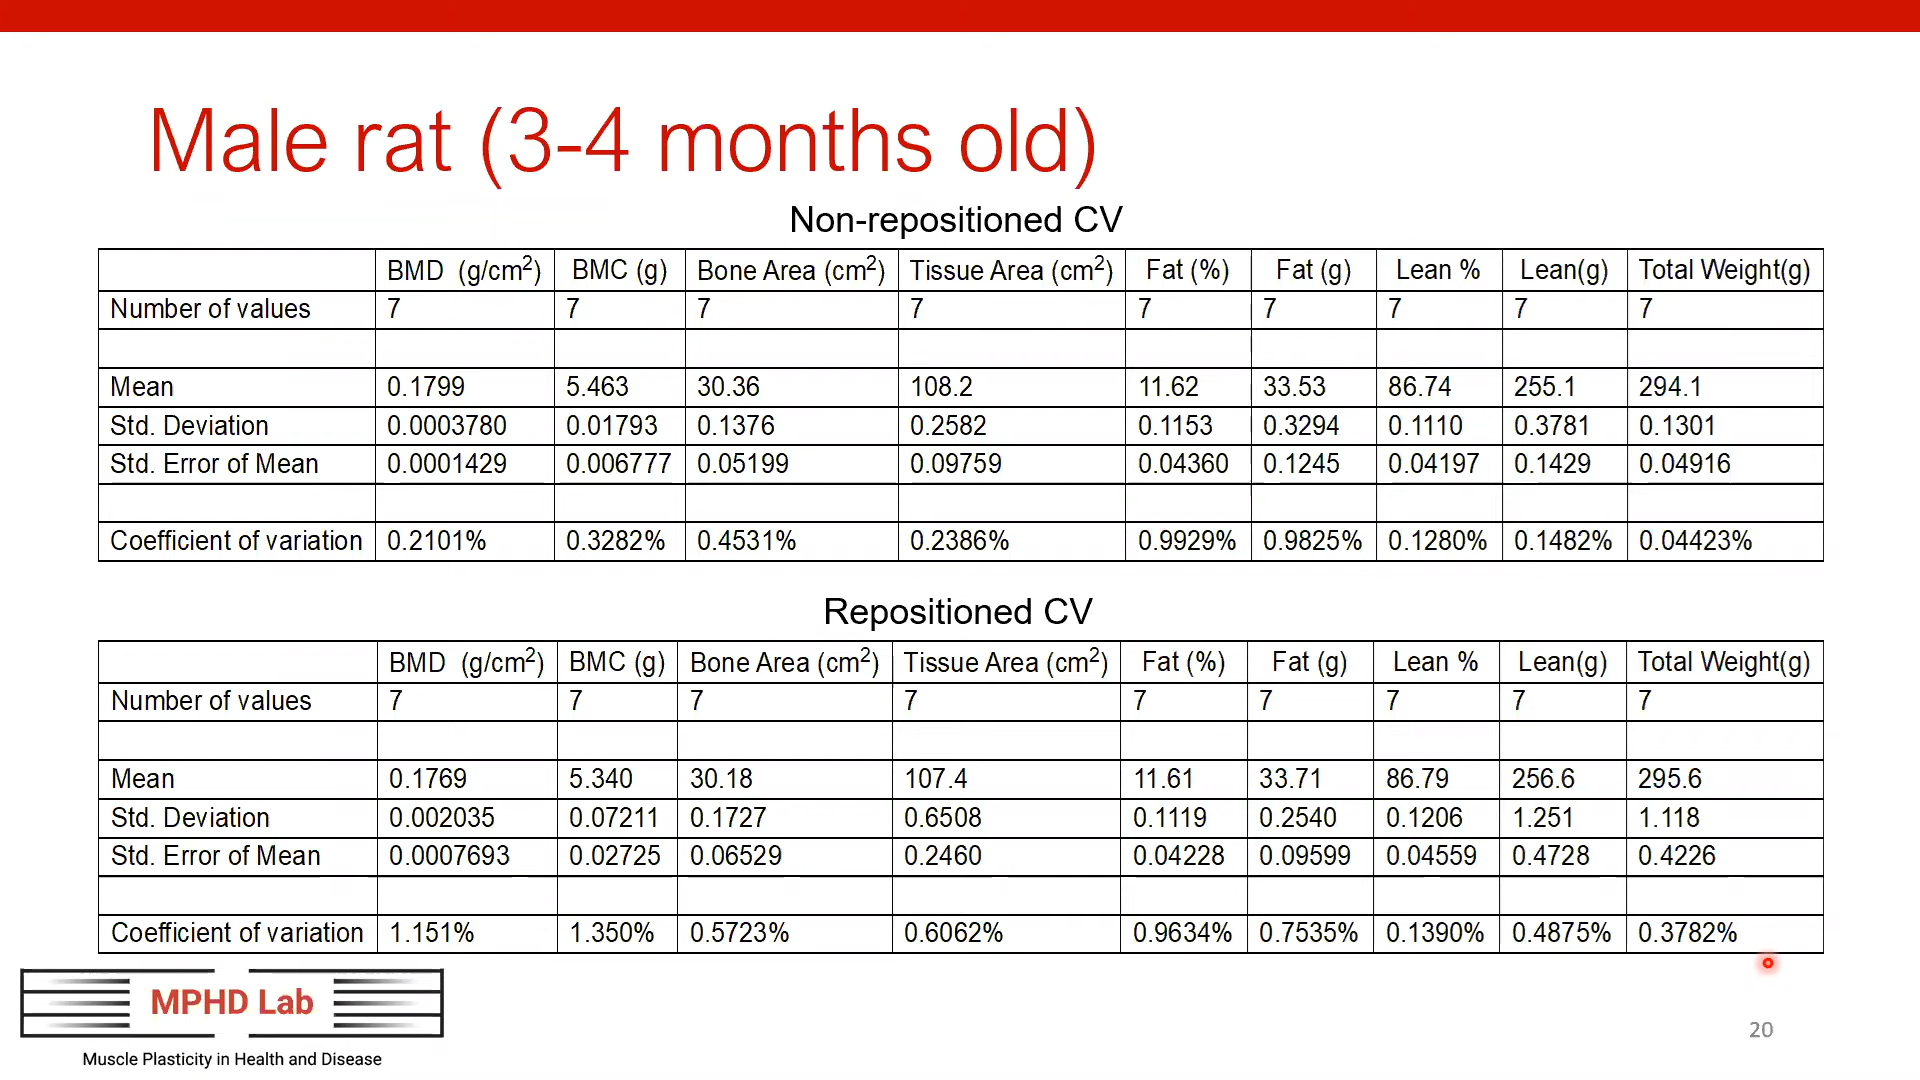 Male rat (3-4 months old)
Non-repositioned CV
BMD (g/cm²) BMC (g) Bone Area (cm²) Tissue Area (cm²) Fat (%) Fat (g) Lean % Lean(g) Total Weight(g)
Number of values 7 7 7 7 7 7 7 7 7
Mean 0.1799 5.463 30.36 108.2 11.62 33.53 86.74 255.1 294.1
Std. Deviation 0.0003780 0.01793 0.1376 0.2582 0.1153 0.3294 0.1110 0.3781 0.1301
Std. Error of Mean 0.0001429 0.006777 0.05199 0.09759 0.04360 0.1245 0.04197 0.1429 0.04916
Coefficient of variation 0.2101% 0.3282% 0.4531% 0.2386% 0.9929% 0.9825% 0.1280% 0.1482% 0.04423%
Repositioned CV
BMD (g/cm²) BMC (g) Bone Area (cm²) Tissue Area (cm²) Fat (%) Fat (g) Lean % Lean(g) Total Weight(g)
Number of values 7 7 7 7 7 7 7 7 7
Mean 0.1769 5.340 30.18 107.4 11.61 33.71 86.79 256.6 295.6
Std. Deviation 0.002035 0.07211 0.1727 0.6508 0.1119 0.2540 0.1206 1.251 1.118
Std. Error of Mean 0.0007693 0.02725 0.06529 0.2460 0.04228 0.09599 0.04559 0.4728 0.4226
Coefficient of variation 1.151% 1.350% 0.5723% 0.6062% 0.9634% 0.7535% 0.1390% 0.4875% 0.3782%
MPHD Lab
Muscle Plasticity in Health and Disease
20